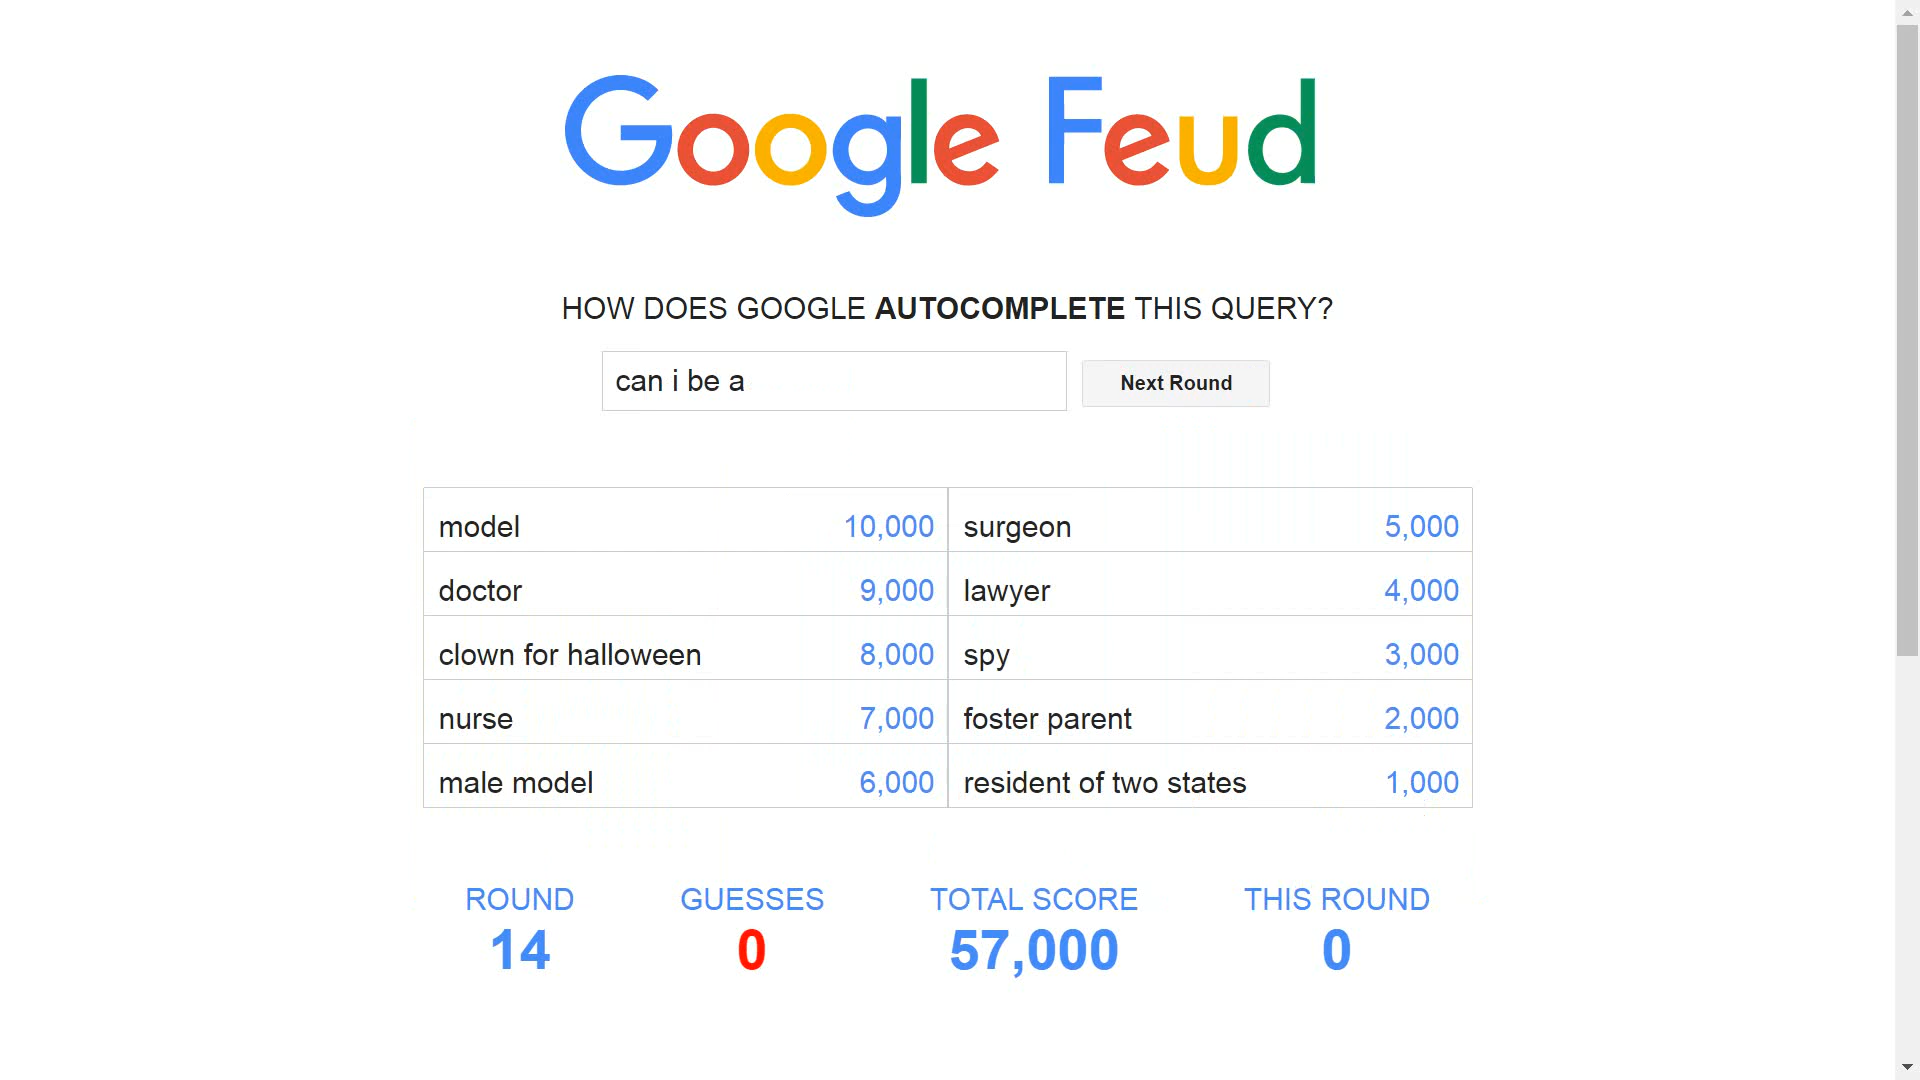 Google Feud
HOW DOES GOOGLE AUTOCOMPLETE THIS QUERY?
can i be a
Next Round
model 10,000 surgeon 5,000
doctor 9,000 lawyer 4,000
clown for halloween 8,000 spy 3,000
nurse 7,000 foster parent 2,000
male model 6,000 resident of two states 1,000
ROUND GUESSES TOTAL SCORE THIS ROUND
14 0 57,000 0